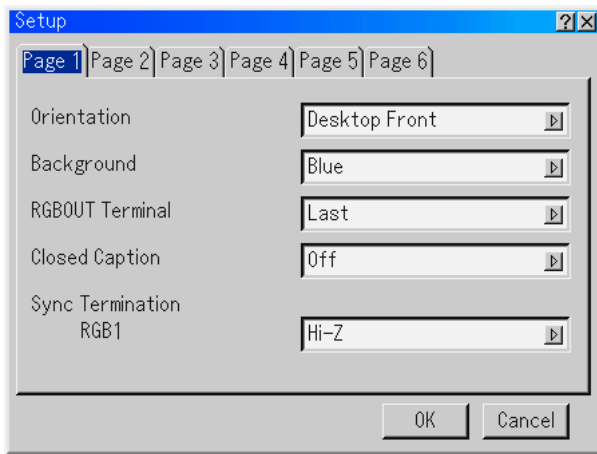 Setup
Page 1 Page 2 Page 3 Page 4 Page 5 Page 6
Orientation Desktop Front
Background Blue
RGBOUT Terminal Last
Closed Caption Off
Sync Termination
RGB1 Hi-Z
OK Cancel